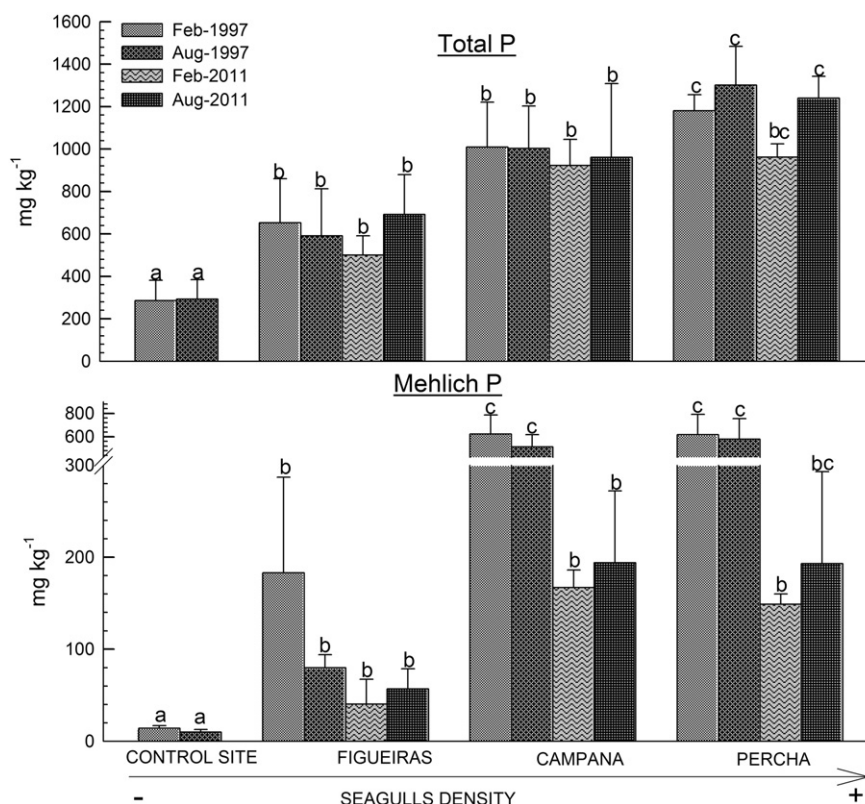 Total P
Feb-1997
Aug-1997
Feb-2011
Aug-2011
1600
1400
1200
1000
800
600
400
200
0
mg kg-1
a a
b b b b
b b b b
c c bc c
Mehlich P
800
600
300
200
100
0
mg kg-1
a a
b b b b
c c b b
c c b bc
CONTROL SITE FIGUEIRAS CAMPANA PERCHA
- SEAGULLS DENSITY +